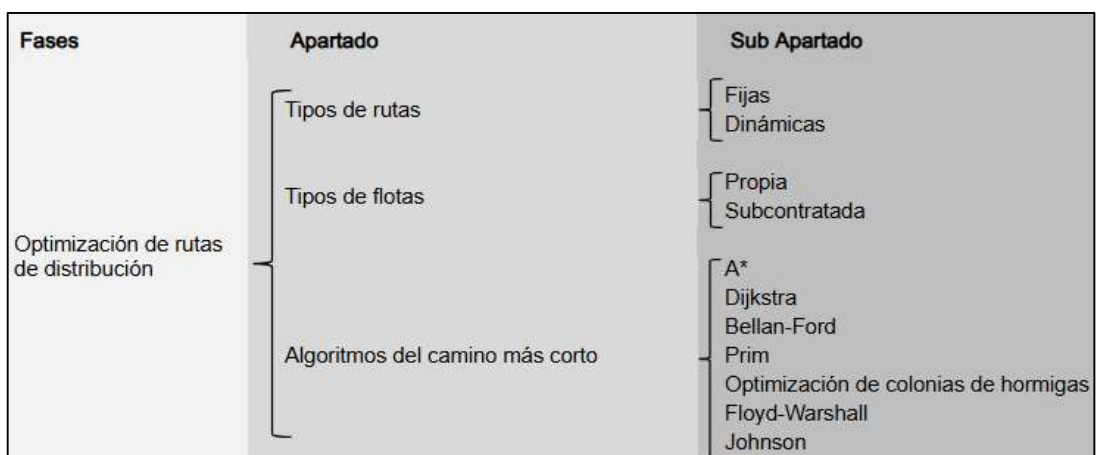 Fases
Apartado
Sub Apartado
Optimización de rutas
de distribución
Tipos de rutas
Fijas
Dinámicas
Tipos de flotas
Propia
Subcontratada
Algoritmos del camino más corto
A*
Dijkstra
Bellan-Ford
Prim
Optimización de colonias de hormigas
Floyd-Warshall
Johnson